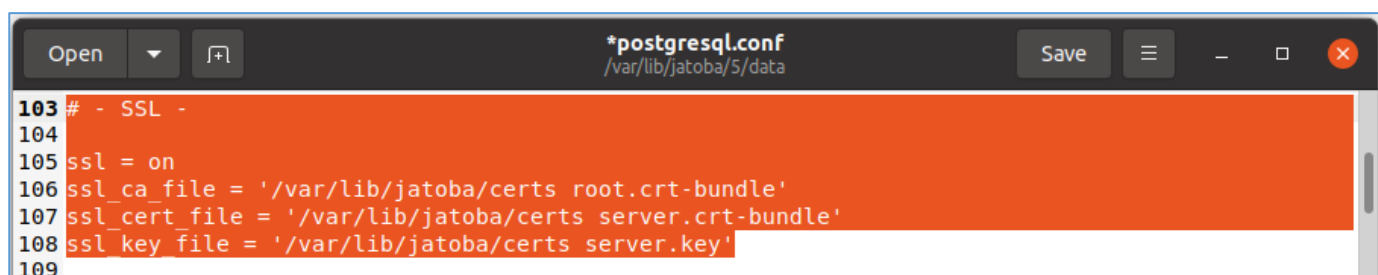 Open
*postgresql.conf
Save
/var/lib/jatoba/5/data
103 # - SSL -
104
105 ssl = on
106 ssl_ca_file = '/var/lib/jatoba/certs root.crt-bundle'
107 ssl_cert_file = '/var/lib/jatoba/certs server.crt-bundle'
108 ssl_key_file = '/var/lib/jatoba/certs server.key'
109